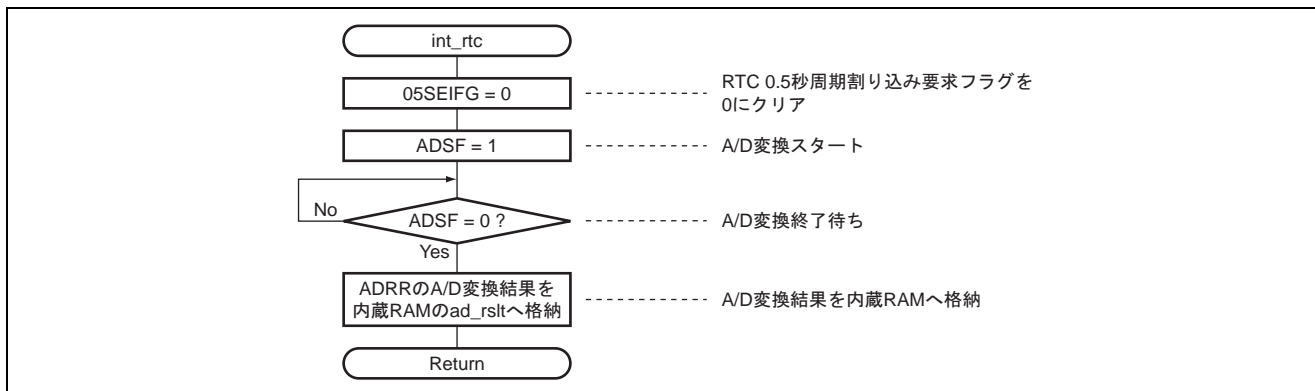 int_rtc
05SEIFG = 0
RTC 0.5秒周期割り込み要求フラグを
0にクリア
ADSF = 1
A/D変換スタート
No
ADSF = 0 ?
A/D変換終了待ち
Yes
ADRRのA/D変換結果を
内蔵RAMのad_rsltへ格納
A/D変換結果を内蔵RAMへ格納
Return